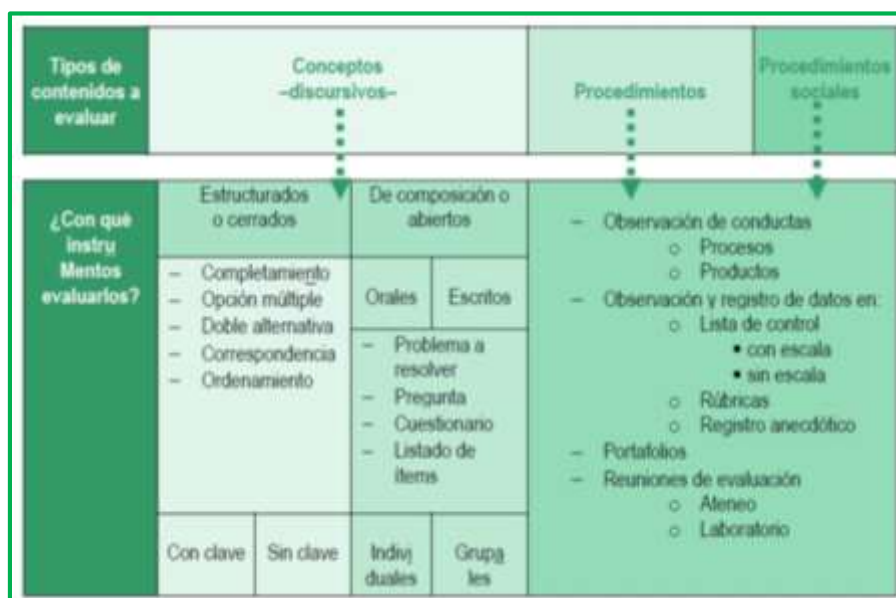 Tipos de
contenidos a
evaluar
Conceptos
–discursivos–
Procedimientos
Procedimientos
sociales
¿Con qué
instru
Mentos
evaluarlos?
Estructurados
o cerrados
– Completamiento
– Opción múltiple
– Doble alternativa
– Correspondencia
– Ordenamiento
Con clave
Sin clave
De composición o
abiertos
Orales
Escritos
– Problema a
resolver
– Pregunta
– Cuestionario
– Listado de
ítems
Indivi
duales
Grupa
les
– Observación de conductas
o Procesos
o Productos
– Observación y registro de datos en:
o Lista de control
▪ con escala
▪ sin escala
o Rúbricas
o Registro anecdótico
– Portafolios
– Reuniones de evaluación
o Ateneo
o Laboratorio